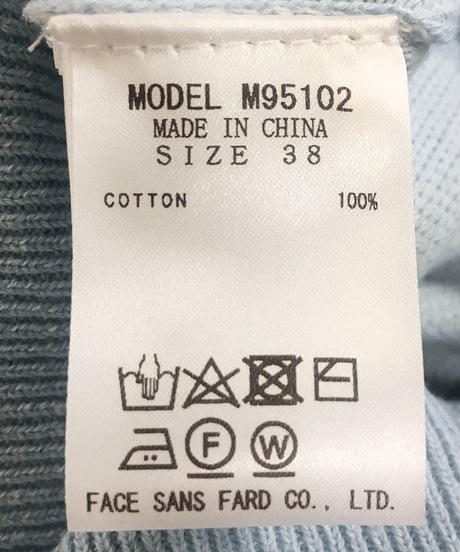 MODEL M95102
MADE IN CHINA
SIZE 38
COTTON 100%
F W
FACE SANS FARD CO., LTD.